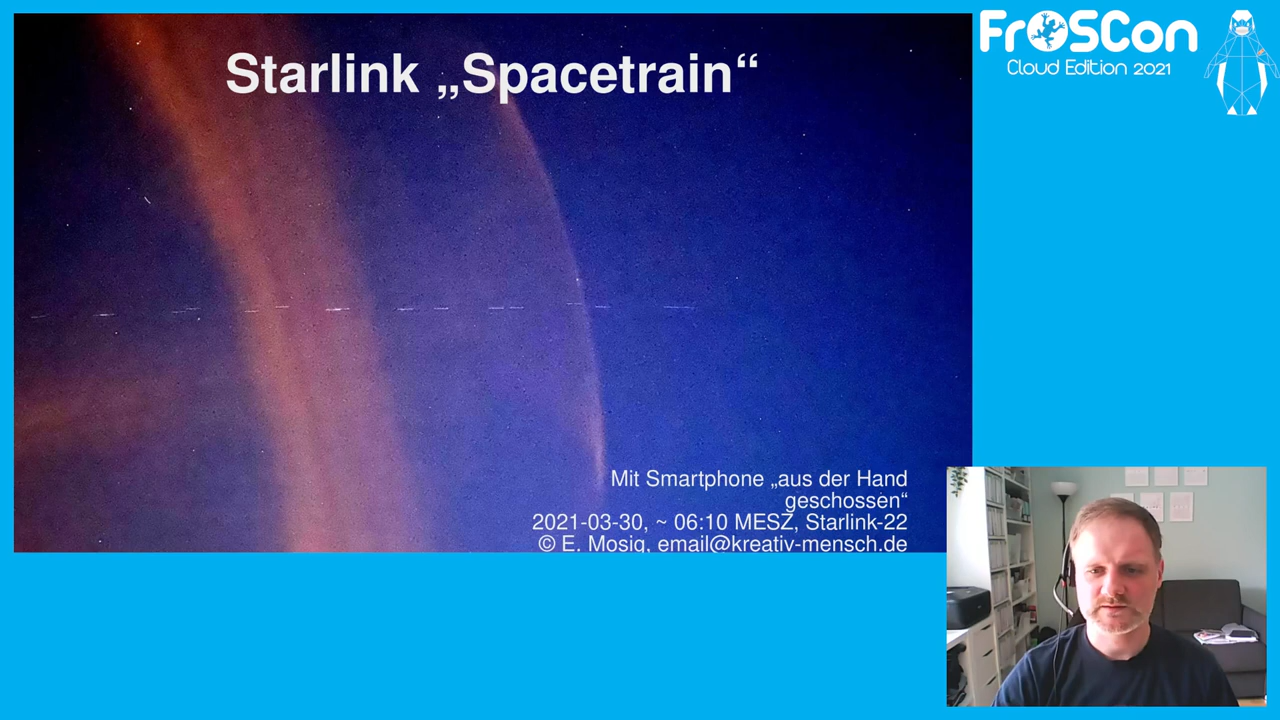 Starlink „Spacetrain“
FrOSCon
Cloud Edition 2021
Mit Smartphone „aus der Hand
geschossen“
2021-03-30, ~ 06:10 MESZ, Starlink-22
© E. Mosig, email@kreativ-mensch.de